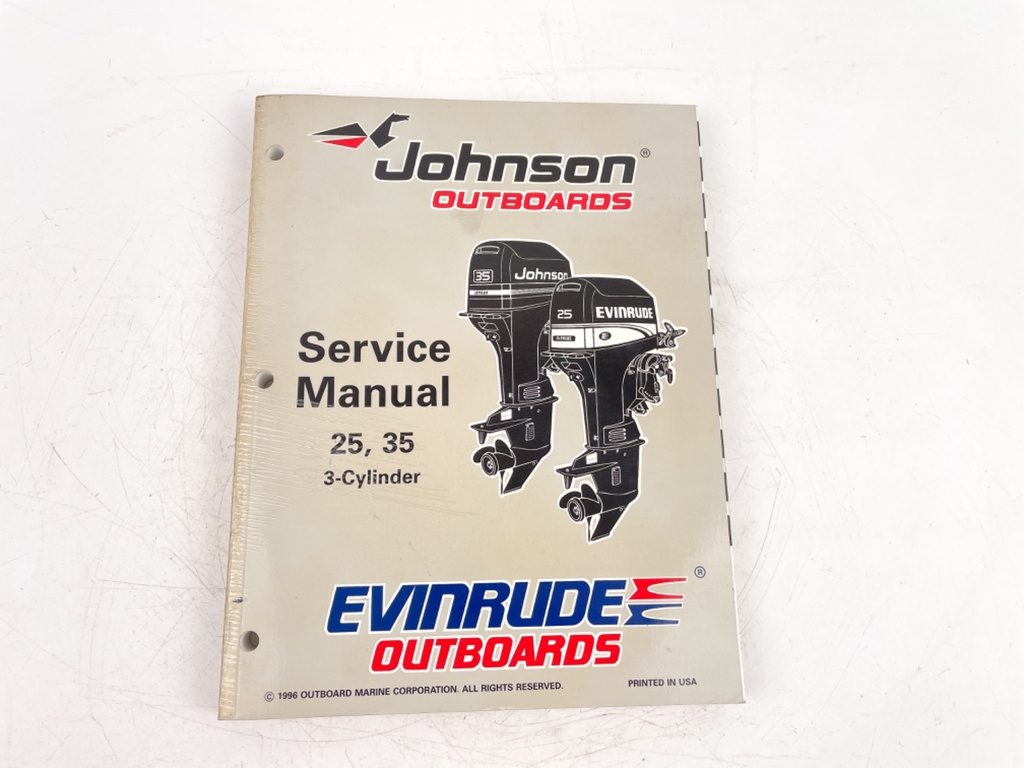 Johnson®
OUTBOARDS
35 Johnson
25 EVINRUDE
Service
Manual
25, 35
3-Cylinder
EVINRUDE®
OUTBOARDS
© 1996 OUTBOARD MARINE CORPORATION. ALL RIGHTS RESERVED.
PRINTED IN USA